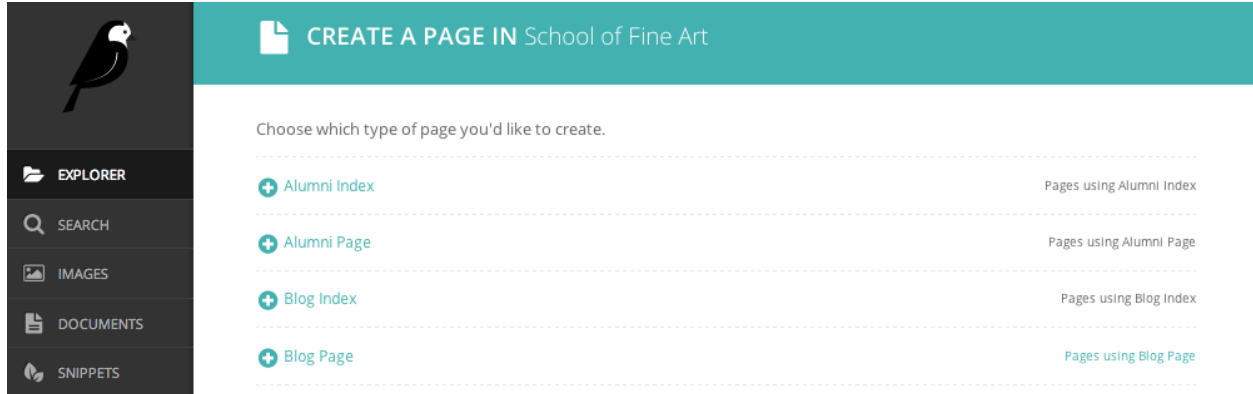 CREATE A PAGE IN School of Fine Art
EXPLORER
SEARCH
IMAGES
DOCUMENTS
SNIPPETS
Choose which type of page you'd like to create.
Alumni Index Pages using Alumni Index
Alumni Page Pages using Alumni Page
Blog Index Pages using Blog Index
Blog Page Pages using Blog Page